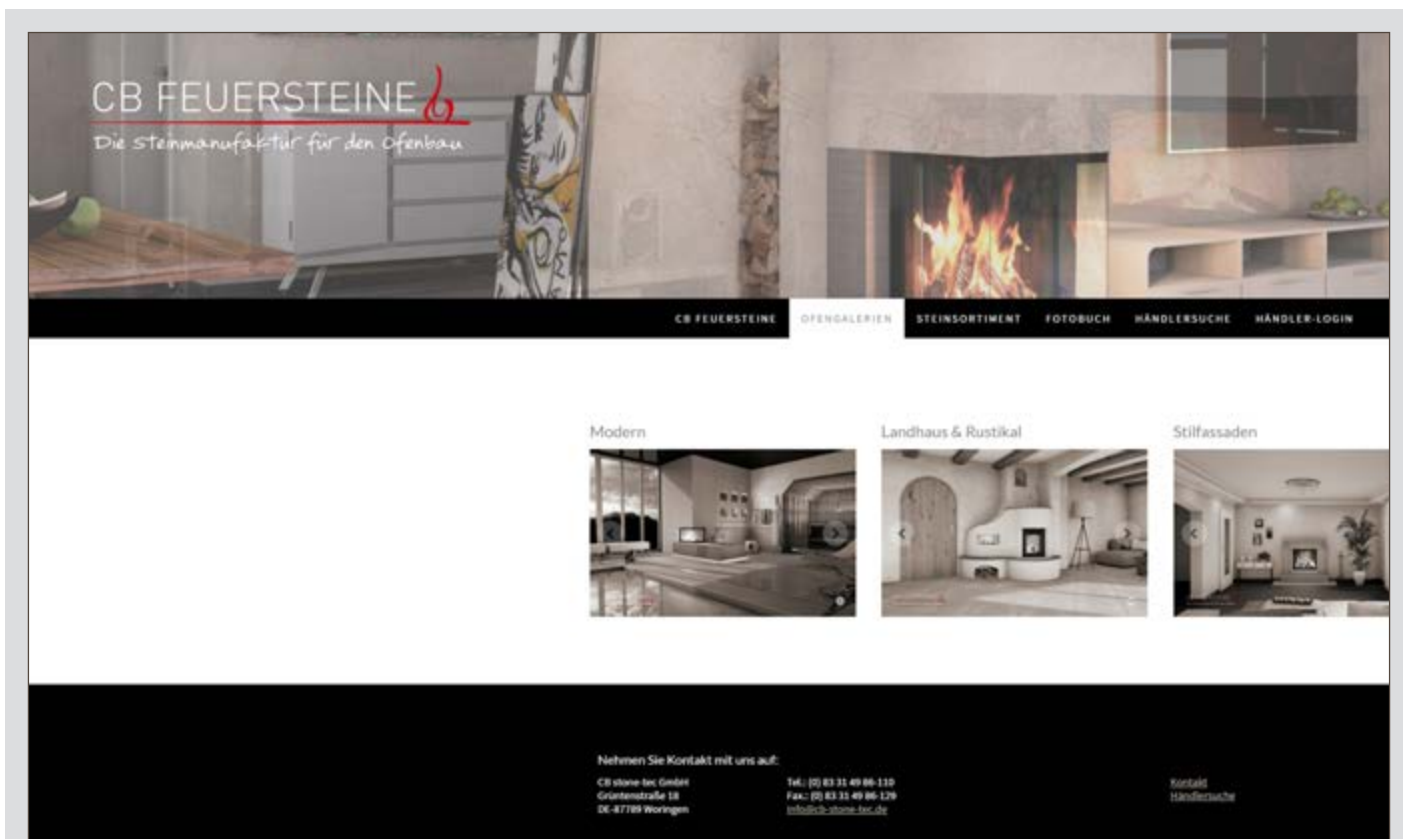 CB FEUERSTEINE
Die Steinmanufaktur für den Ofenbau
CB FEUERSTEINE OFENGALERIEN STEINSORTIMENT FOTOBUCH HÄNDLERSUCHE HÄNDLER-LOGIN
Modern
Landhaus & Rustikal
Stilfassaden
Nehmen Sie Kontakt mit uns auf:
CB stone-tec GmbH
Grüntenstraße 18
DE-87789 Woringen
Tel.: (0) 83 31 49 86-110
Fax.: (0) 83 31 49 86-129
info@cb-stone-tec.de
Kontakt
Händlersuche